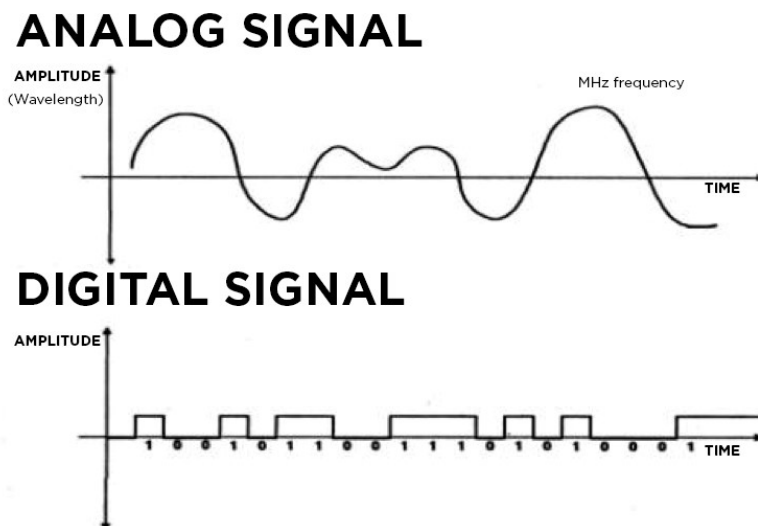 ANALOG SIGNAL
AMPLITUDE
(Wavelength)
MHz frequency
TIME
DIGITAL SIGNAL
AMPLITUDE
1 0 0 1 0 1 1 0 0 1 1 1 0 1 0 1 0 0 0 1 TIME